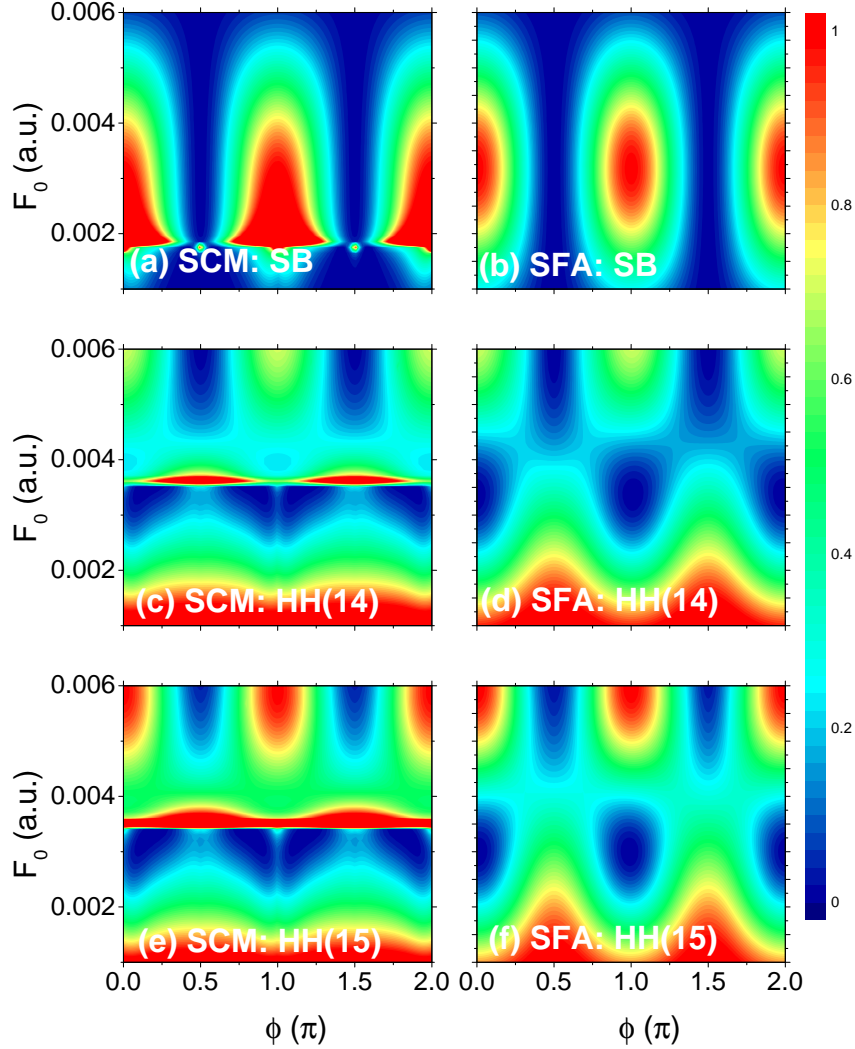 0.006
0.004
0.002
F0 (a.u.)
(a) SCM: SB
(b) SFA: SB
1
0.8
0.6
0.4
0.2
0
0.006
0.004
0.002
F0 (a.u.)
(c) SCM: HH(14)
(d) SFA: HH(14)
0.006
0.004
0.002
F0 (a.u.)
(e) SCM: HH(15)
(f) SFA: HH(15)
0.0 0.5 1.0 1.5 2.0
0.0 0.5 1.0 1.5 2.0
ϕ (π)
ϕ (π)